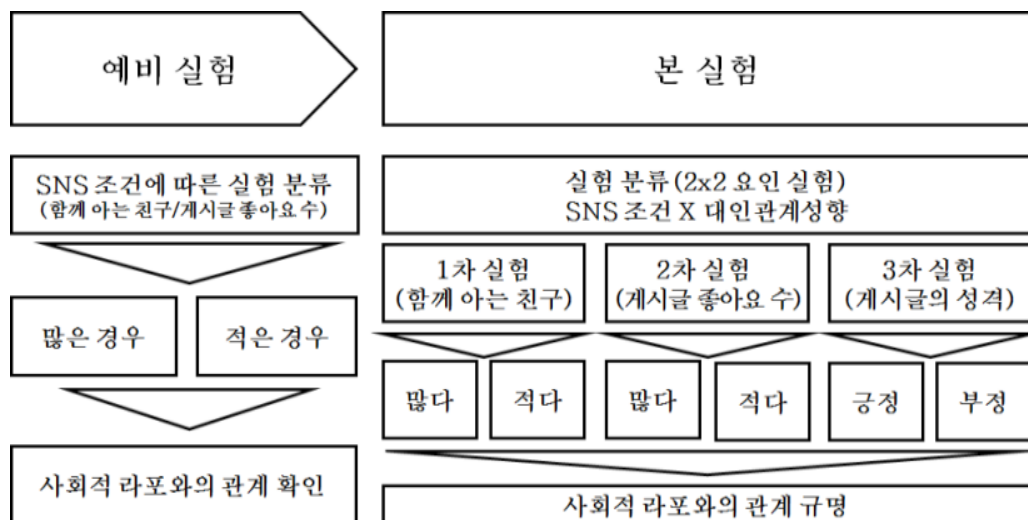 예비 실험
본 실험
SNS 조건에 따른 실험 분류
(함께 아는 친구/게시글 좋아요 수)
많은 경우
적은 경우
사회적 라포와의 관계 확인
실험 분류(2x2 요인 실험)
SNS 조건 X 대인관계성향
1차 실험
(함께 아는 친구)
2차 실험
(게시글 좋아요 수)
3차 실험
(게시글의 성격)
많다
적다
많다
적다
긍정
부정
사회적 라포와의 관계 규명